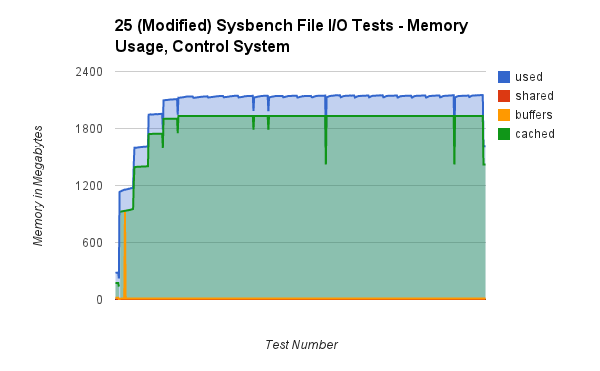 25 (Modified) Sysbench File I/O Tests - Memory
Usage, Control System
2400
1800
1200
600
0
Memory in Megabytes
Test Number
used
shared
buffers
cached